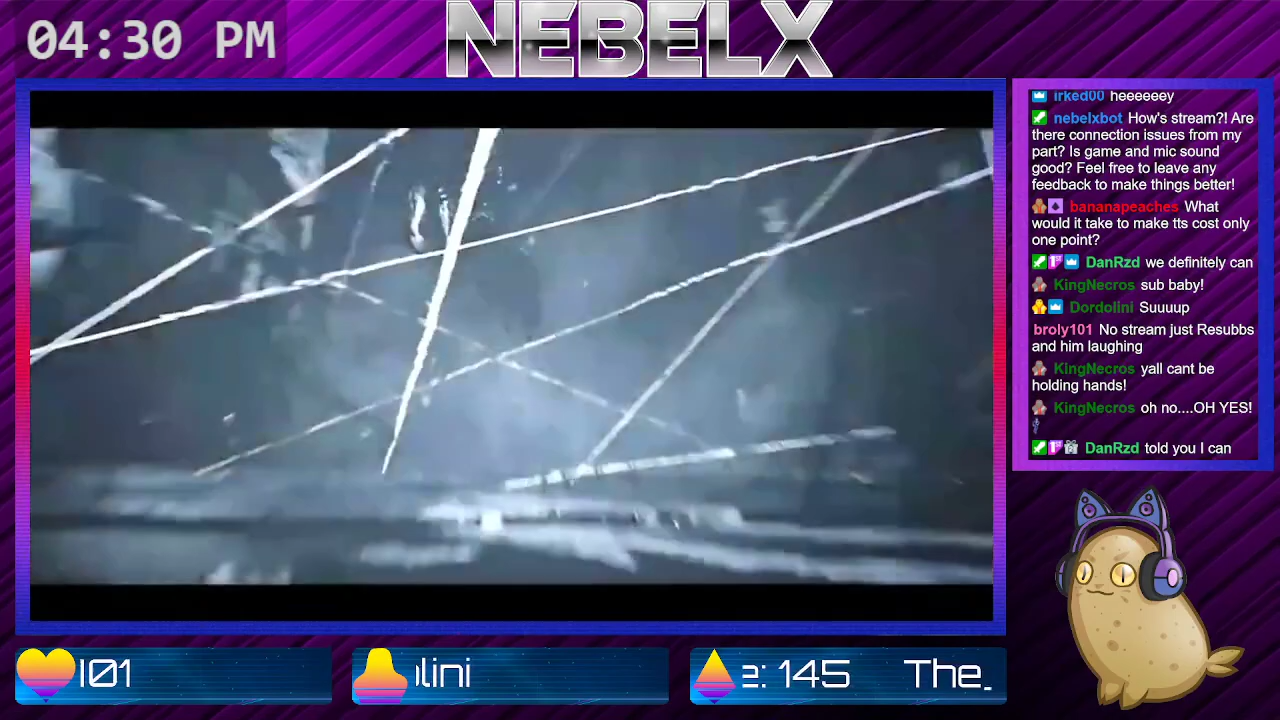 04:30 PM
NEBELX
irked00 heeeeeey
nebelxbot How's stream?! Are
there connection issues from my
part? Is game and mic sound
good? Feel free to leave any
feedback to make things better!
bananapeaches What
would it take to make tts cost only
one point?
DanRzd we definitely can
KingNecros sub baby!
Dordolini Suuuup
broly101 No stream just Resubbs
and him laughing
KingNecros yall cant be
holding hands!
KingNecros oh no....OH YES!
DanRzd told you I can
101
lini
e: 145 The_